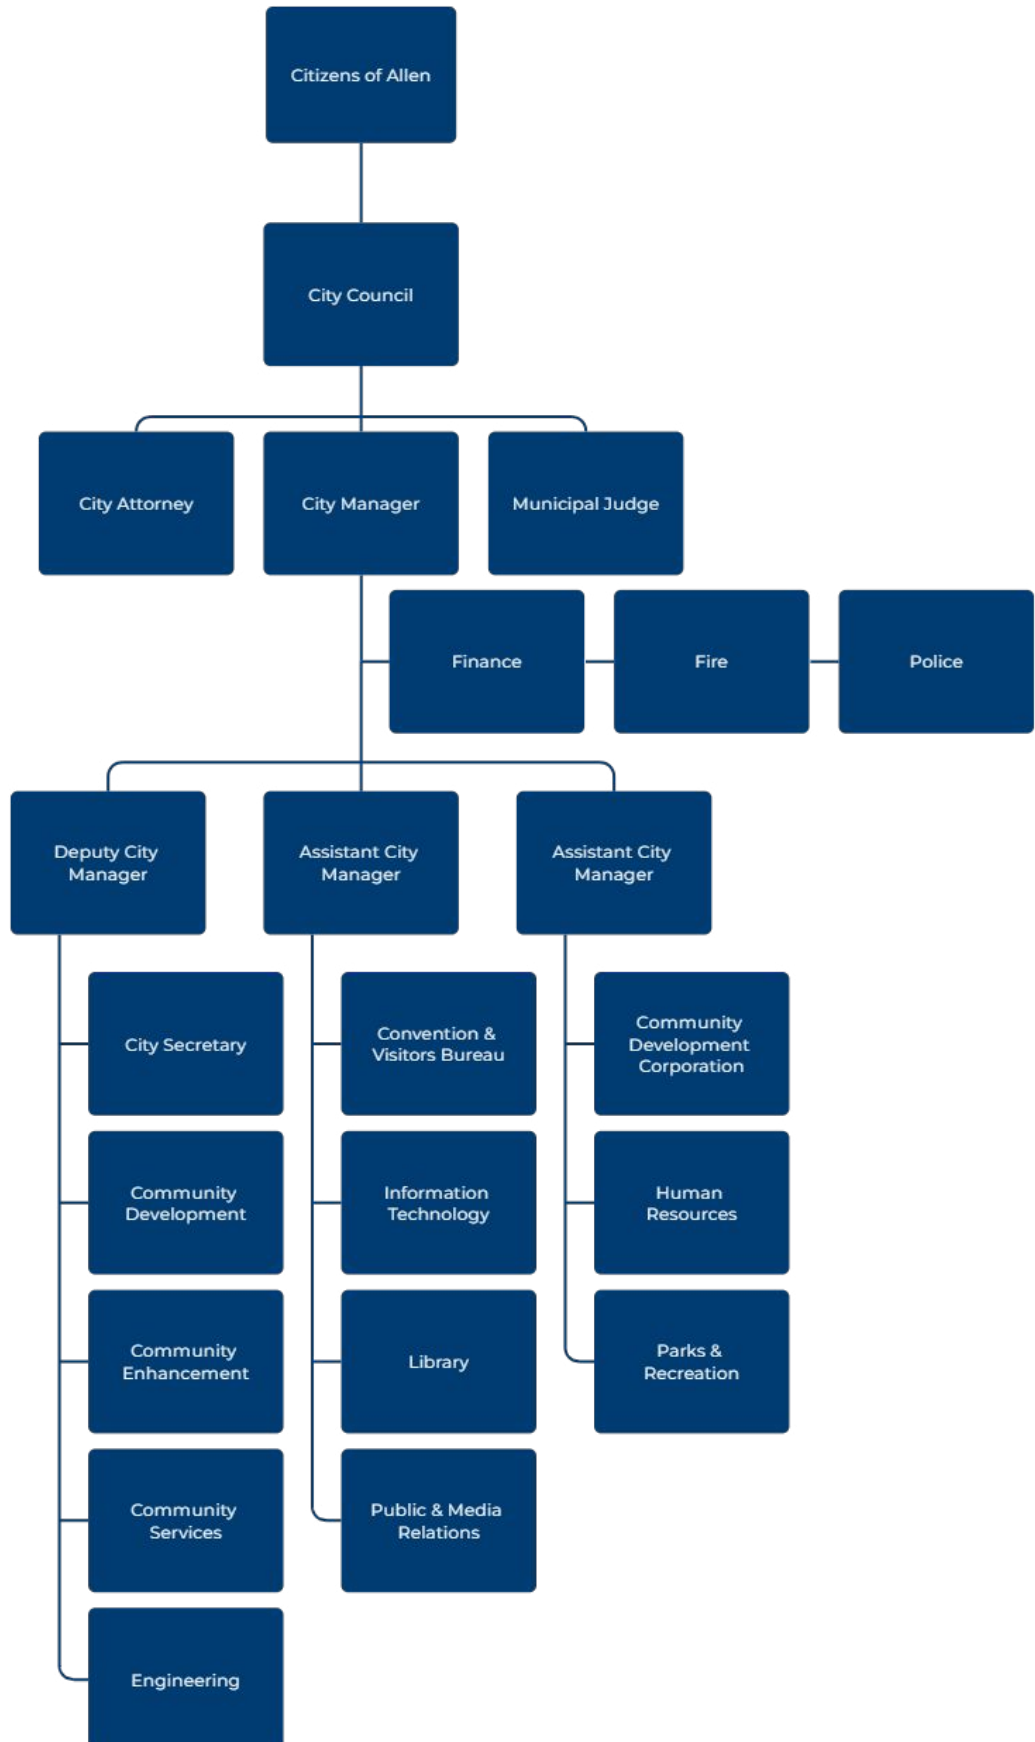 Citizens of Allen
City Council
City Attorney
City Manager
Municipal Judge
Finance
Fire
Police
Deputy City
Manager
Assistant City
Manager
Assistant City
Manager
City Secretary
Convention &
Visitors Bureau
Community
Development
Corporation
Community
Development
Information
Technology
Human
Resources
Community
Enhancement
Library
Parks &
Recreation
Community
Services
Public & Media
Relations
Engineering